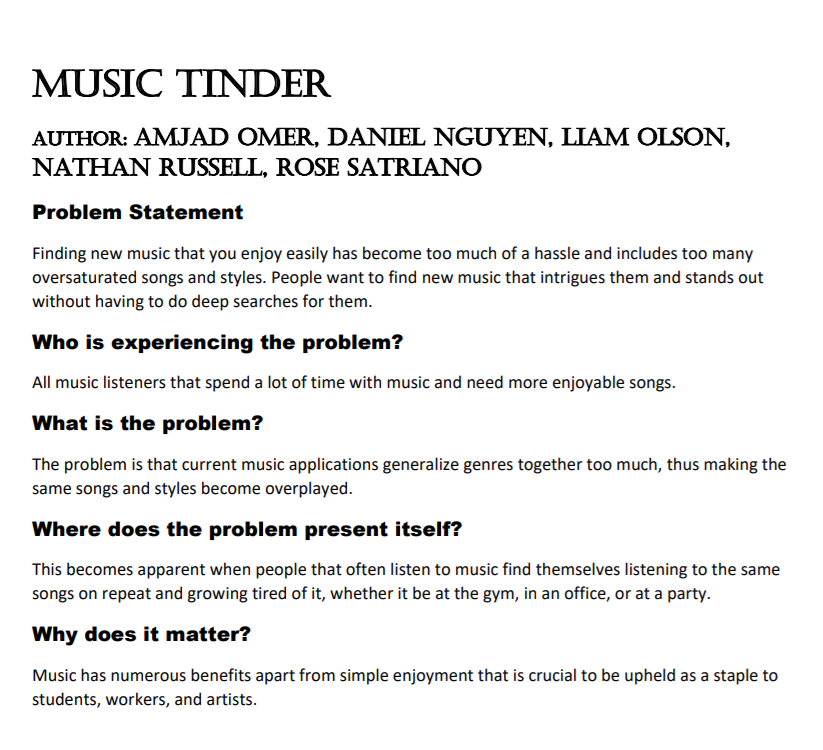 MUSIC TINDER
AUTHOR: AMJAD OMER, DANIEL NGUYEN, LIAM OLSON,
NATHAN RUSSELL, ROSE SATRIANO
Problem Statement
Finding new music that you enjoy easily has become too much of a hassle and includes too many
oversaturated songs and styles. People want to find new music that intrigues them and stands out
without having to do deep searches for them.
Who is experiencing the problem?
All music listeners that spend a lot of time with music and need more enjoyable songs.
What is the problem?
The problem is that current music applications generalize genres together too much, thus making the
same songs and styles become overplayed.
Where does the problem present itself?
This becomes apparent when people that often listen to music find themselves listening to the same
songs on repeat and growing tired of it, whether it be at the gym, in an office, or at a party.
Why does it matter?
Music has numerous benefits apart from simple enjoyment that is crucial to be upheld as a staple to
students, workers, and artists.